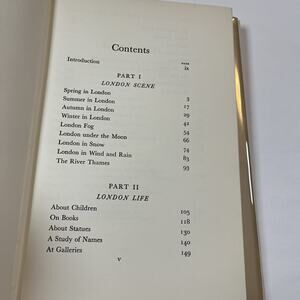 Contents
PAGE
Introduction ix
PART I
LONDON SCENE
Spring in London 3
Summer in London 17
Autumn in London 29
Winter in London 42
London Fog 54
London under the Moon 66
London in Snow 74
London in Wind and Rain 83
The River Thames 93
PART II
LONDON LIFE
About Children 105
On Books 118
About Statues 130
A Study of Names 140
At Galleries 149
v